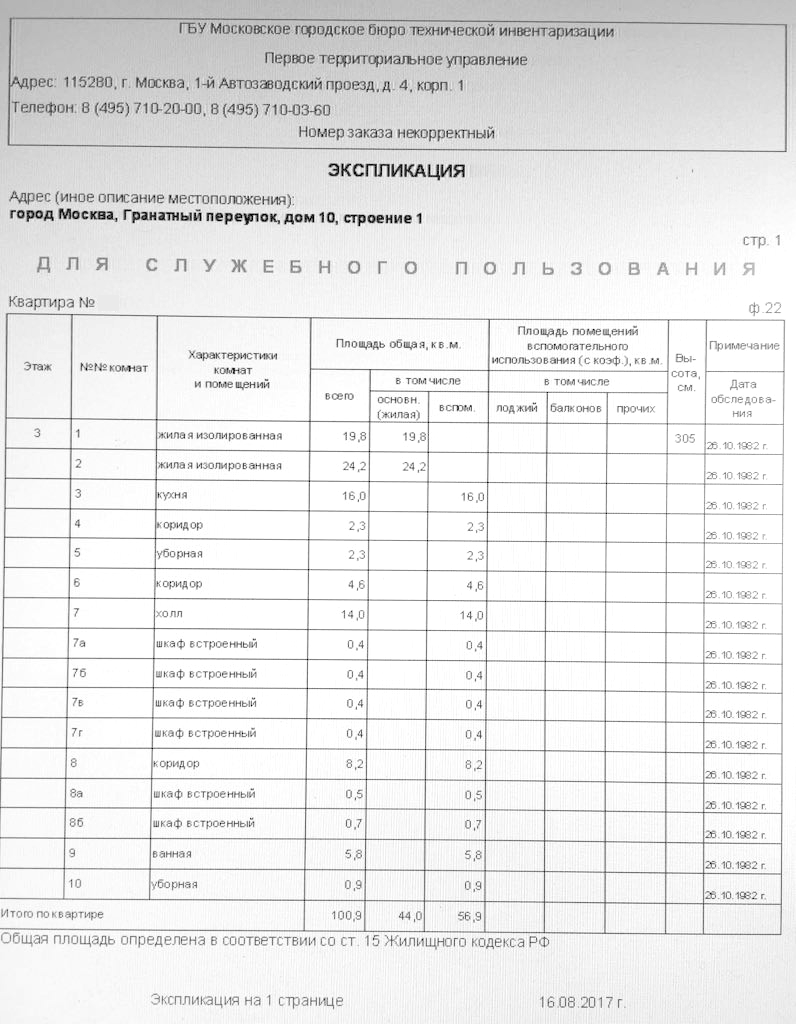 ГБУ Московское городское бюро технической инвентаризации
Первое территориальное управление
Адрес: 115280, г. Москва, 1-й Автозаводский проезд, д. 4, корп. 1
Телефон: 8 (495) 710-20-00, 8 (495) 710-03-60
Номер заказа некорректный
ЭКСПЛИКАЦИЯ
Адрес (иное описание местоположения):
город Москва, Гранатный переулок, дом 10, строение 1
стр. 1
ДЛЯ СЛУЖЕБНОГО ПОЛЬЗОВАНИЯ
Квартира №
ф.22
Этаж
№№ комнат
Характеристики
комнат
и помещений
Площадь общая, кв.м.
всего
в том числе
основн.
(жилая)
вспом.
Площадь помещений
вспомогательного
использования (с коэф.), кв.м.
в том числе
лоджий
балконов
прочих
Вы-
сота,
см.
Примечание
Дата
обследова-
ния
3 1 жилая изолированная 19,8 19,8 305 26.10.1982 г.
2 жилая изолированная 24,2 24,2 26.10.1982 г.
3 кухня 16,0 16,0 26.10.1982 г.
4 коридор 2,3 2,3 26.10.1982 г.
5 уборная 2,3 2,3 26.10.1982 г.
6 коридор 4,6 4,6 26.10.1982 г.
7 холл 14,0 14,0 26.10.1982 г.
7а шкаф встроенный 0,4 0,4 26.10.1982 г.
7б шкаф встроенный 0,4 0,4 26.10.1982 г.
7в шкаф встроенный 0,4 0,4 26.10.1982 г.
7г шкаф встроенный 0,4 0,4 26.10.1982 г.
8 коридор 8,2 8,2 26.10.1982 г.
8а шкаф встроенный 0,5 0,5 26.10.1982 г.
8б шкаф встроенный 0,7 0,7 26.10.1982 г.
9 ванная 5,8 5,8 26.10.1982 г.
10 уборная 0,9 0,9 26.10.1982 г.
Итого по квартире 100,9 44,0 56,9
Общая площадь определена в соответствии со ст. 15 Жилищного кодекса РФ
Экспликация на 1 странице 16.08.2017 г.